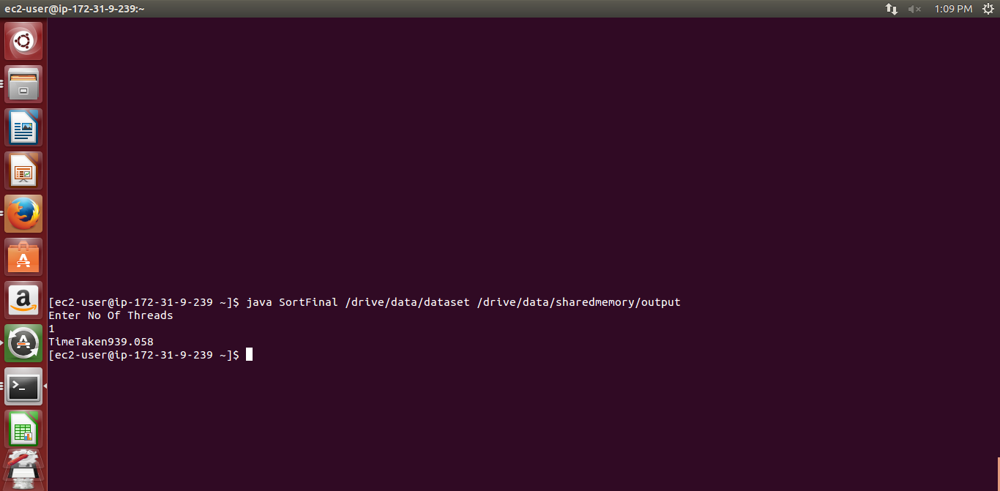 ec2-user@ip-172-31-9-239:~
1:09 PM
[ec2-user@ip-172-31-9-239 ~]$ java SortFinal /drive/data/dataset /drive/data/sharedmemory/output
Enter No Of Threads
1
TimeTaken939.058
[ec2-user@ip-172-31-9-239 ~]$